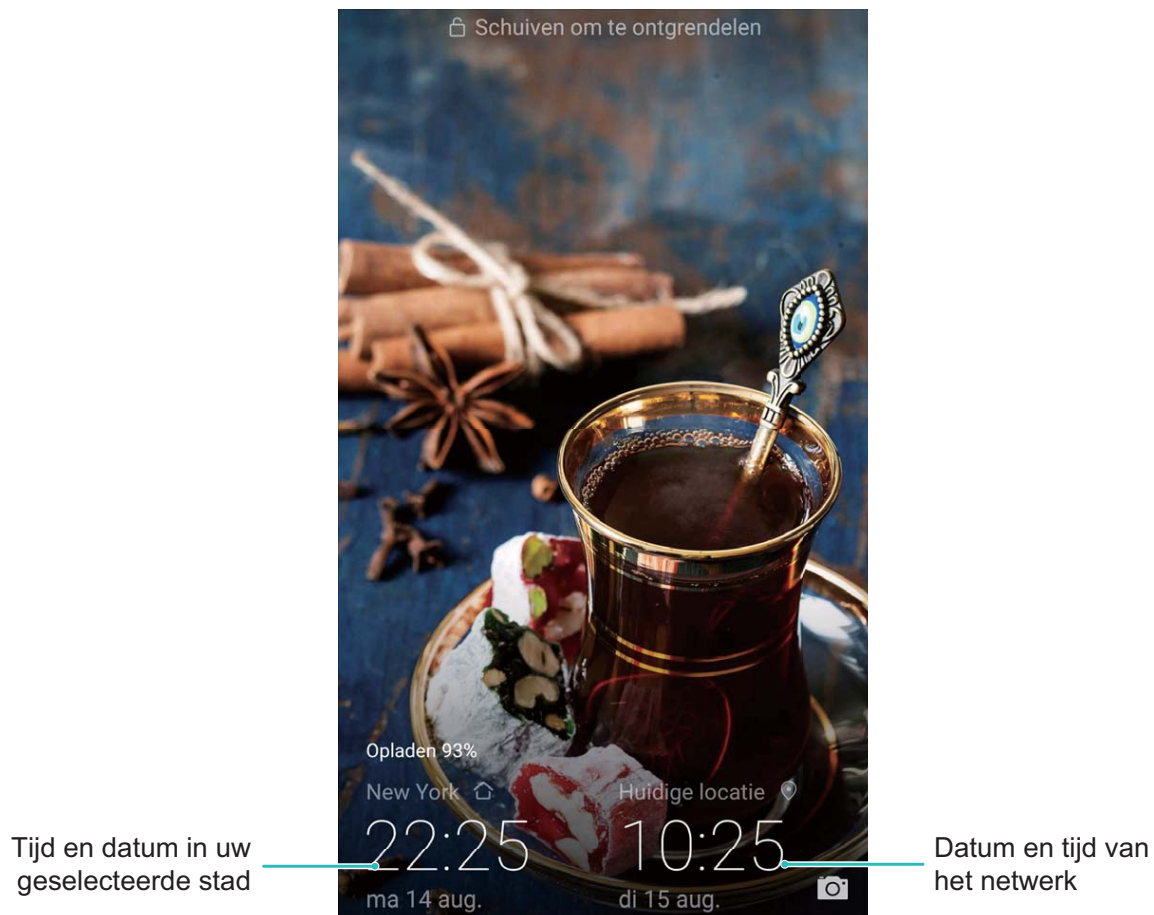 Schuiven om te ontgrendelen
Opladen 93%
New York
Huidige locatie
22:25
10:25
ma 14 aug.
di 15 aug.
Tijd en datum in uw
geselecteerde stad
Datum en tijd van
het netwerk